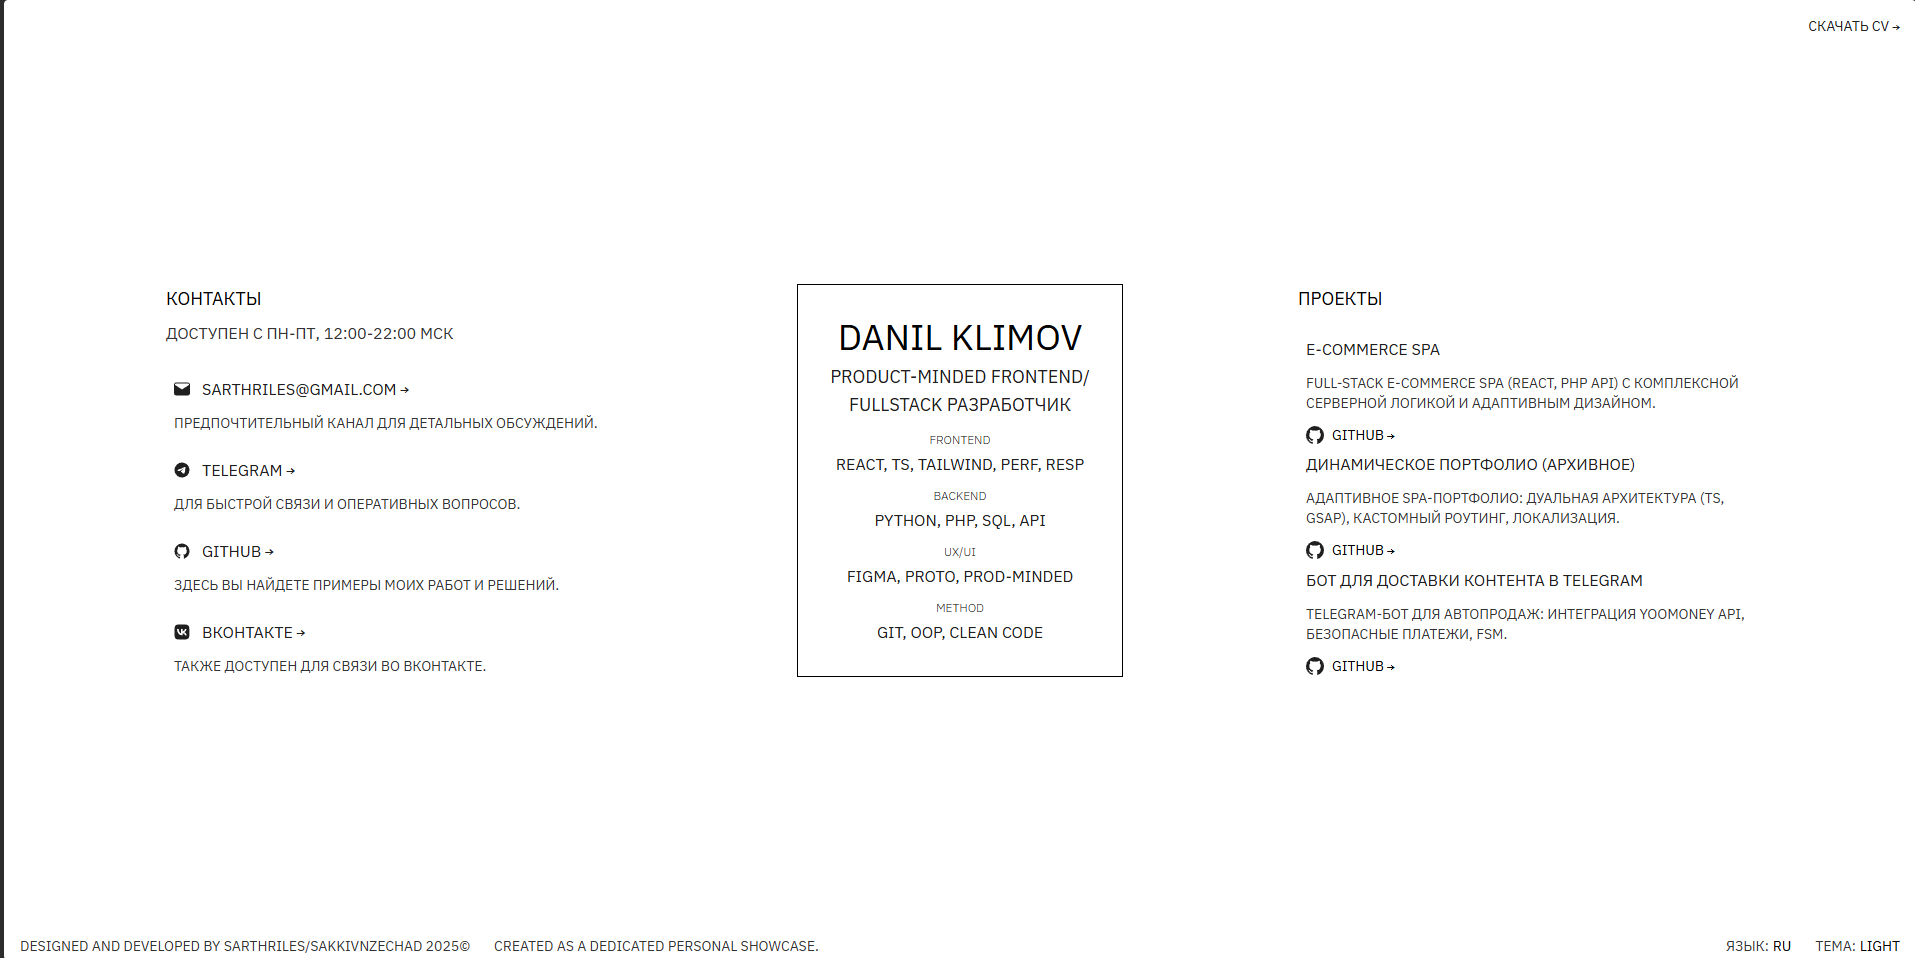 СКАЧАТЬ CV →
КОНТАКТЫ
ДОСТУПЕН С ПН-ПТ, 12:00-22:00 МСК
SARTHRILES@GMAIL.COM →
ПРЕДПОЧТИТЕЛЬНЫЙ КАНАЛ ДЛЯ ДЕТАЛЬНЫХ ОБСУЖДЕНИЙ.
TELEGRAM →
ДЛЯ БЫСТРОЙ СВЯЗИ И ОПЕРАТИВНЫХ ВОПРОСОВ.
GITHUB →
ЗДЕСЬ ВЫ НАЙДЕТЕ ПРИМЕРЫ МОИХ РАБОТ И РЕШЕНИЙ.
ВКОНТАКТЕ →
ТАКЖЕ ДОСТУПЕН ДЛЯ СВЯЗИ ВО ВКОНТАКТЕ.
DANIL KLIMOV
PRODUCT-MINDED FRONTEND/
FULLSTACK РАЗРАБОТЧИК
FRONTEND
REACT, TS, TAILWIND, PERF, RESP
BACKEND
PYTHON, PHP, SQL, API
UX/UI
FIGMA, PROTO, PROD-MINDED
METHOD
GIT, OOP, CLEAN CODE
ПРОЕКТЫ
E-COMMERCE SPA
FULL-STACK E-COMMERCE SPA (REACT, PHP API) С КОМПЛЕКСНОЙ
СЕРВЕРНОЙ ЛОГИКОЙ И АДАПТИВНЫМ ДИЗАЙНОМ.
GITHUB →
ДИНАМИЧЕСКОЕ ПОРТФОЛИО (АРХИВНОЕ)
АДАПТИВНОЕ SPA-ПОРТФОЛИО: ДУАЛЬНАЯ АРХИТЕКТУРА (TS,
GSAP), КАСТОМНЫЙ РОУТИНГ, ЛОКАЛИЗАЦИЯ.
GITHUB →
БОТ ДЛЯ ДОСТАВКИ КОНТЕНТА В TELEGRAM
TELEGRAM-БОТ ДЛЯ АВТОПРОДАЖ: ИНТЕГРАЦИЯ YOOMONEY API,
БЕЗОПАСНЫЕ ПЛАТЕЖИ, FSM.
GITHUB →
DESIGNED AND DEVELOPED BY SARTHRILES/SAKKIVNZECHAD 2025© CREATED AS A DEDICATED PERSONAL SHOWCASE.
ЯЗЫК: RU ТЕМА: LIGHT